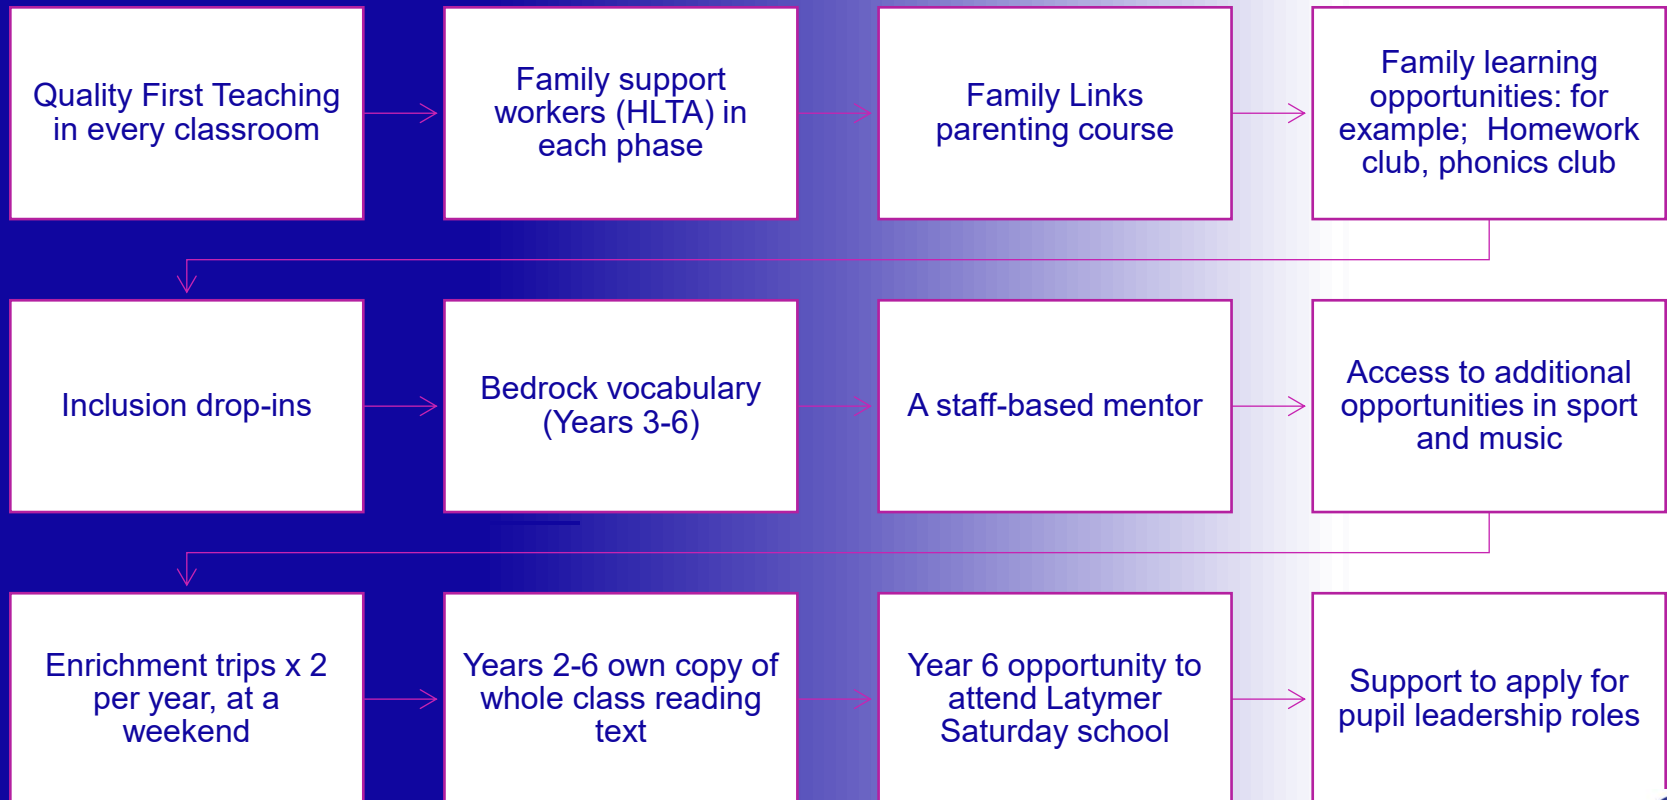 Quality First Teaching
in every classroom
Family support
workers (HLTA) in
each phase
Family Links
parenting course
Family learning
opportunities: for
example;  Homework
club, phonics club
Inclusion drop-ins
Bedrock vocabulary
(Years 3-6)
A staff-based mentor
Access to additional
opportunities in sport
and music
Enrichment trips x 2
per year, at a
weekend
Years 2-6 own copy of
whole class reading
text
Year 6 opportunity to
attend Latymer
Saturday school
Support to apply for
pupil leadership roles